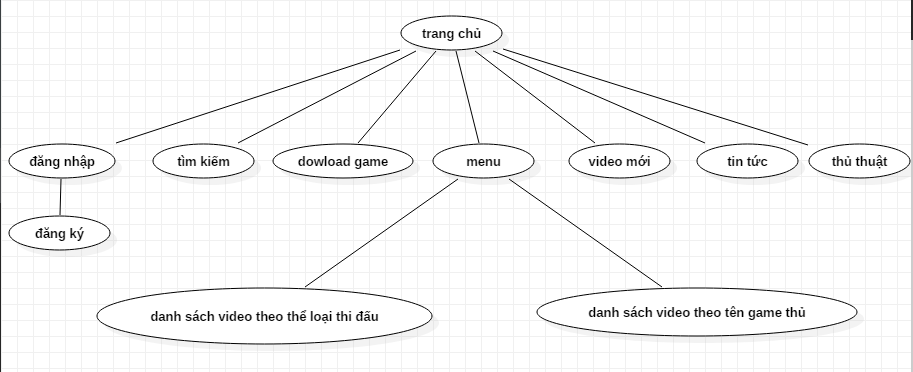 trang chủ
đăng nhập
tìm kiếm
dowload game
menu
video mới
tin tức
thủ thuật
đăng ký
danh sách video theo thể loại thi đấu
danh sách video theo tên game thủ